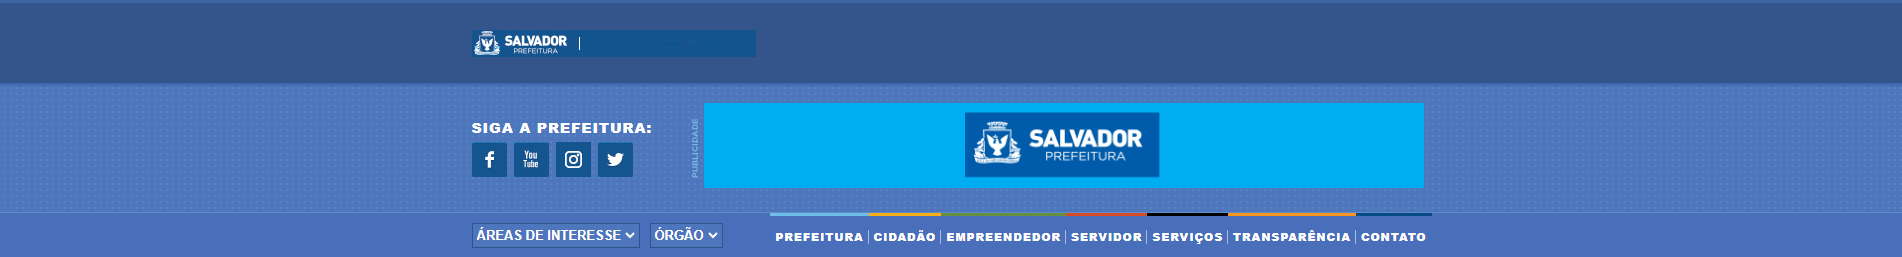 SALVADOR
PREFEITURA
SIGA A PREFEITURA:
You
Tube
PUBLICIDADE
SALVADOR
PREFEITURA
ÁREAS DE INTERESSE
ÓRGÃO
PREFEITURA | CIDADÃO | EMPREENDEDOR | SERVIDOR | SERVIÇOS | TRANSPARÊNCIA | CONTATO